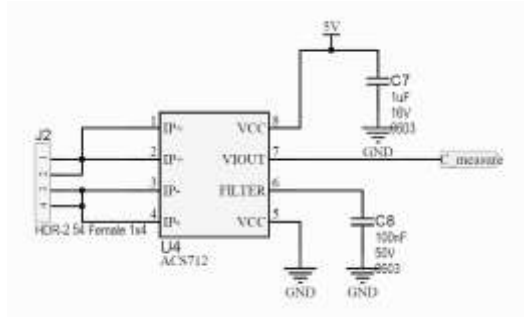 5V
C7
1uF
16V
0603
GND
J2
1
2
3
4
HDR-2 54 Female 1x4
1 IP+ VCC 8
2 IP+ VIOUT 7
3 IP- FILTER 6
4 IP- VCC 5
C_measure
U4
ACS712
C6
100nF
50V
0603
GND
GND